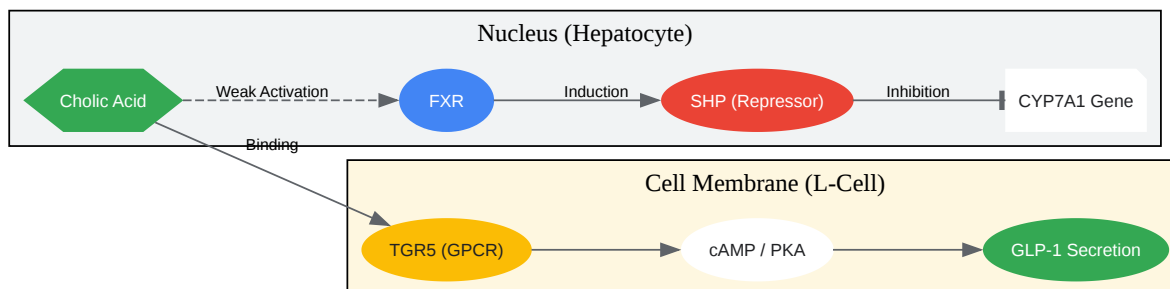 Nucleus (Hepatocyte)
Cholic Acid
Weak Activation
FXR
Induction
SHP (Repressor)
Inhibition
CYP7A1 Gene
Binding
Cell Membrane (L-Cell)
TGR5 (GPCR)
cAMP / PKA
GLP-1 Secretion